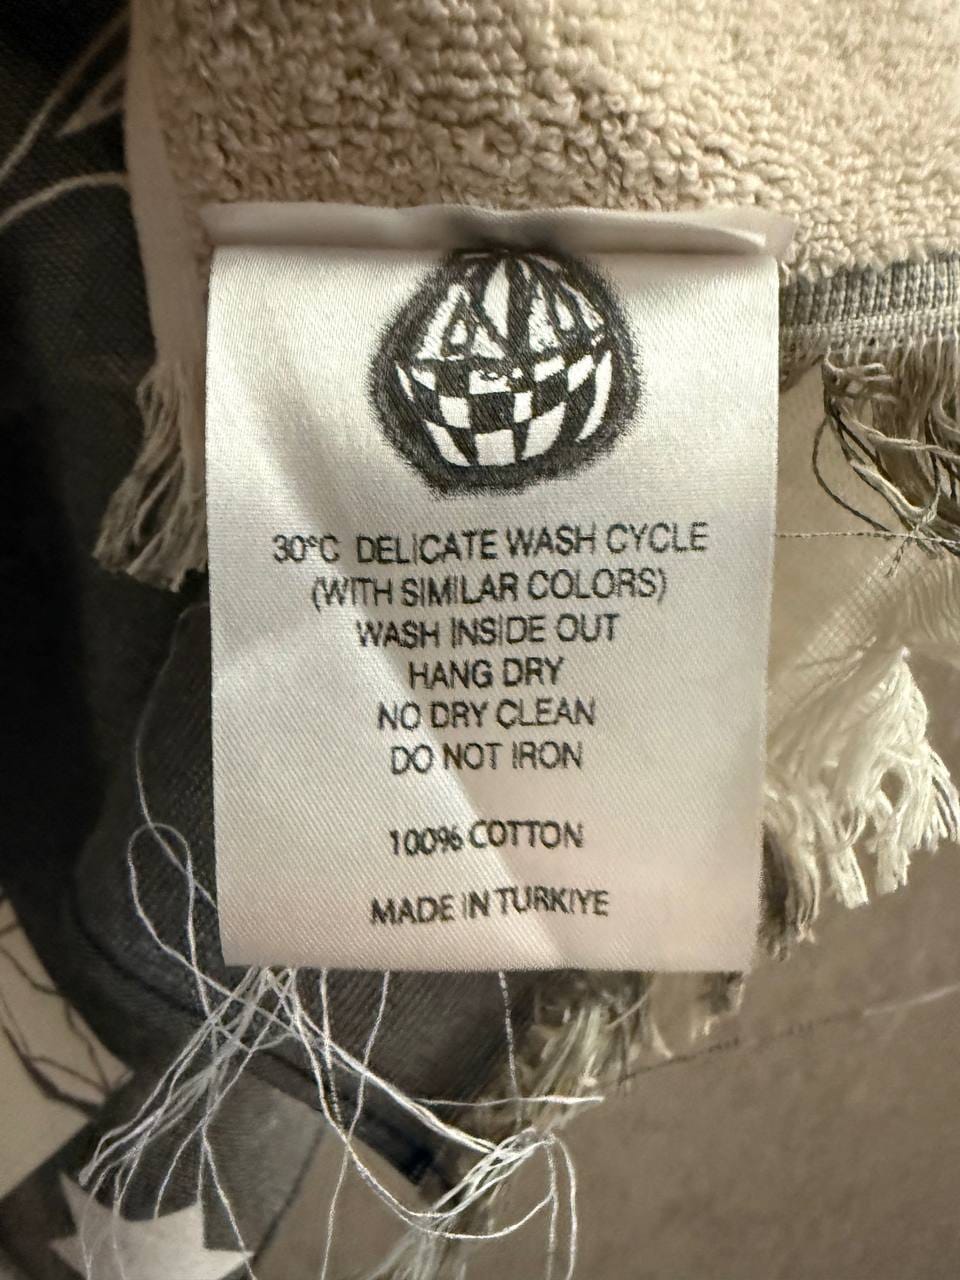 30°C DELICATE WASH CYCLE
(WITH SIMILAR COLORS)
WASH INSIDE OUT
HANG DRY
NO DRY CLEAN
DO NOT IRON
100% COTTON
MADE IN TURKIYE